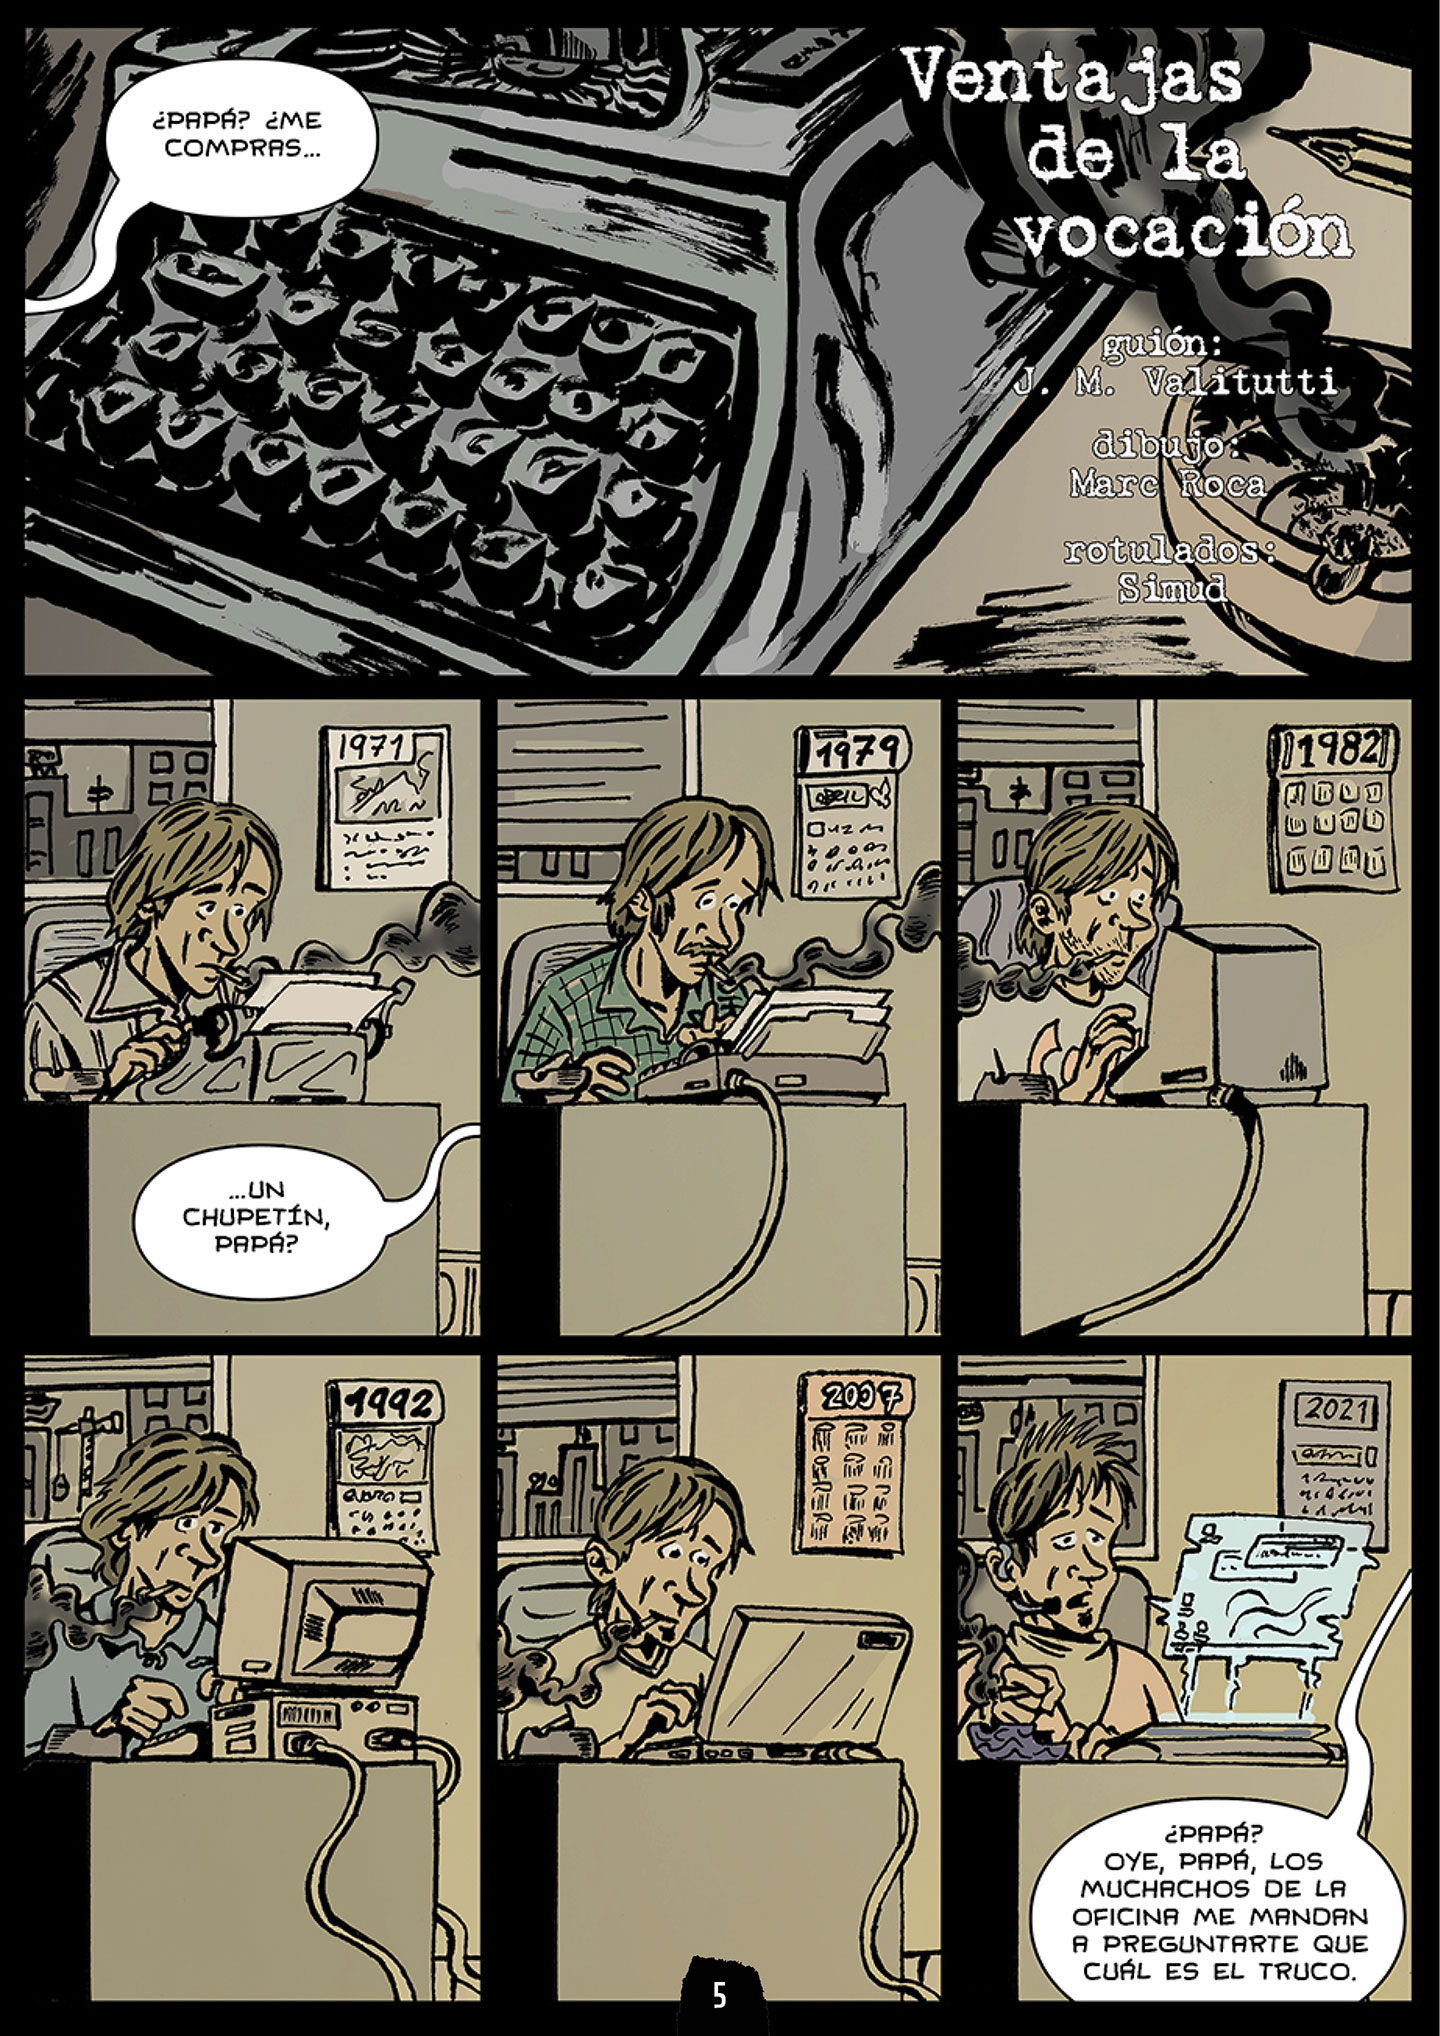 ¿PAPÁ? ¿ME
COMPRAS...
Ventajas
de la
vocación
guión:
J. M. Valitutti
dibujo:
Marc Roca
rotulados:
Simud
1971
...UN
CHUPETÍN,
PAPÁ?
1979
ABRIL
1982
1992
ENERO
2007
2021
¿PAPÁ?
OYE, PAPÁ, LOS
MUCHACHOS DE LA
OFICINA ME MANDAN
A PREGUNTARTE QUE
CUÁL ES EL TRUCO.
5